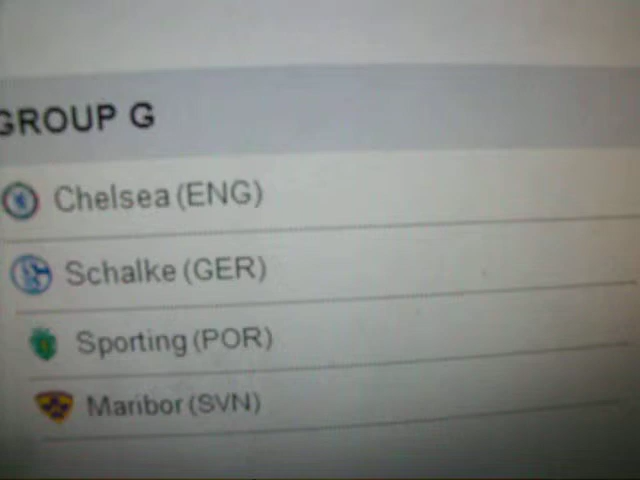 GROUP G
Chelsea (ENG)
Schalke (GER)
Sporting (POR)
Maribor (SVN)